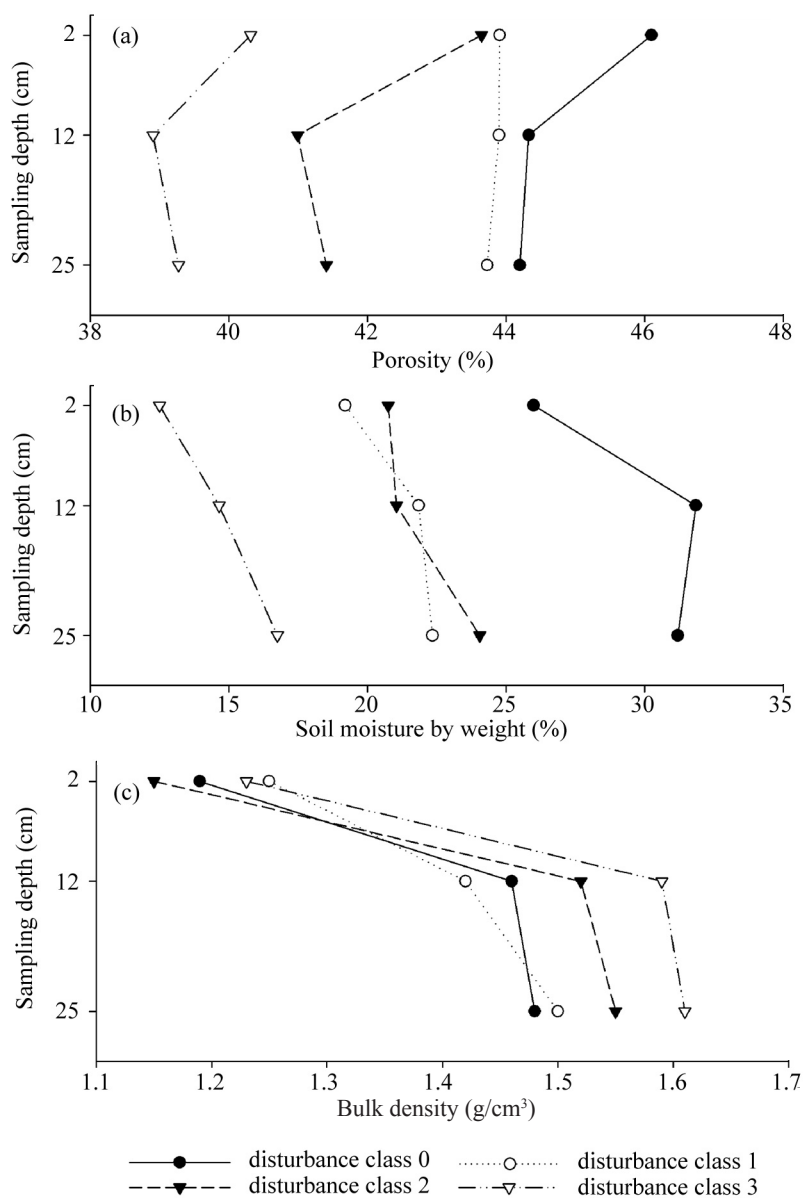 (a)
Sampling depth (cm)
2
12
25
38 40 42 44 46 48
Porosity (%)
(b)
Sampling depth (cm)
2
12
25
10 15 20 25 30 35
Soil moisture by weight (%)
(c)
Sampling depth (cm)
2
12
25
1.1 1.2 1.3 1.4 1.5 1.6 1.7
Bulk density (g/cm³)
disturbance class 0 disturbance class 1
disturbance class 2 disturbance class 3